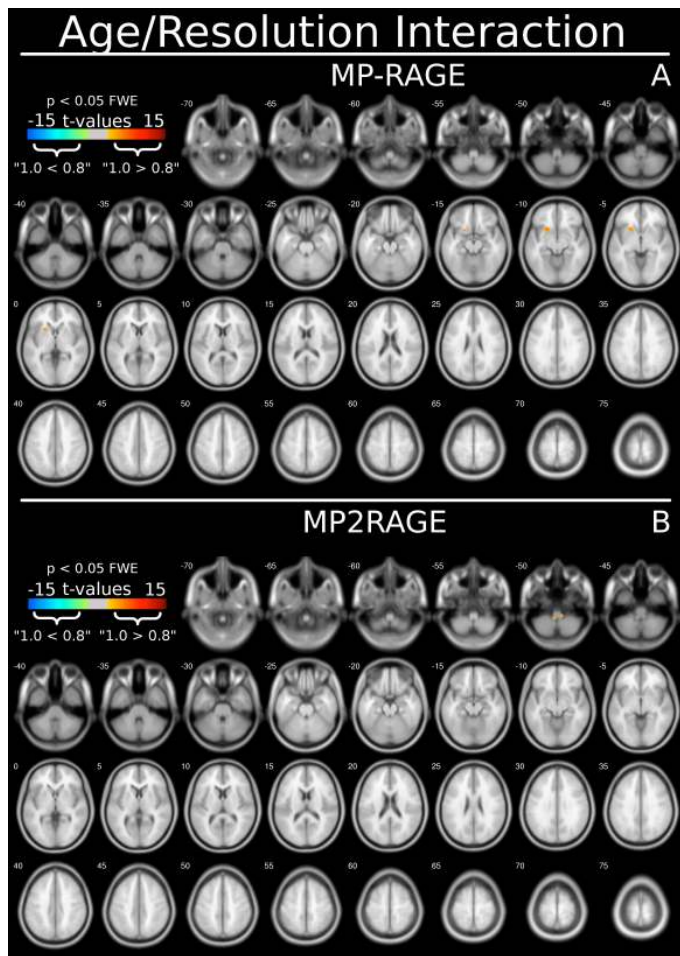 Age/Resolution Interaction
MP-RAGE A
p < 0.05 FWE
-15 t-values 15
"1.0 < 0.8" "1.0 > 0.8"
-70 -65 -60 -55 -50 -45
-40 -35 -30 -25 -20 -15 -10 -5
0 5 10 15 20 25 30 35
40 45 50 55 60 65 70 75
MP2RAGE B
p < 0.05 FWE
-15 t-values 15
"1.0 < 0.8" "1.0 > 0.8"
-70 -65 -60 -55 -50 -45
-40 -35 -30 -25 -20 -15 -10 -5
0 5 10 15 20 25 30 35
40 45 50 55 60 65 70 75